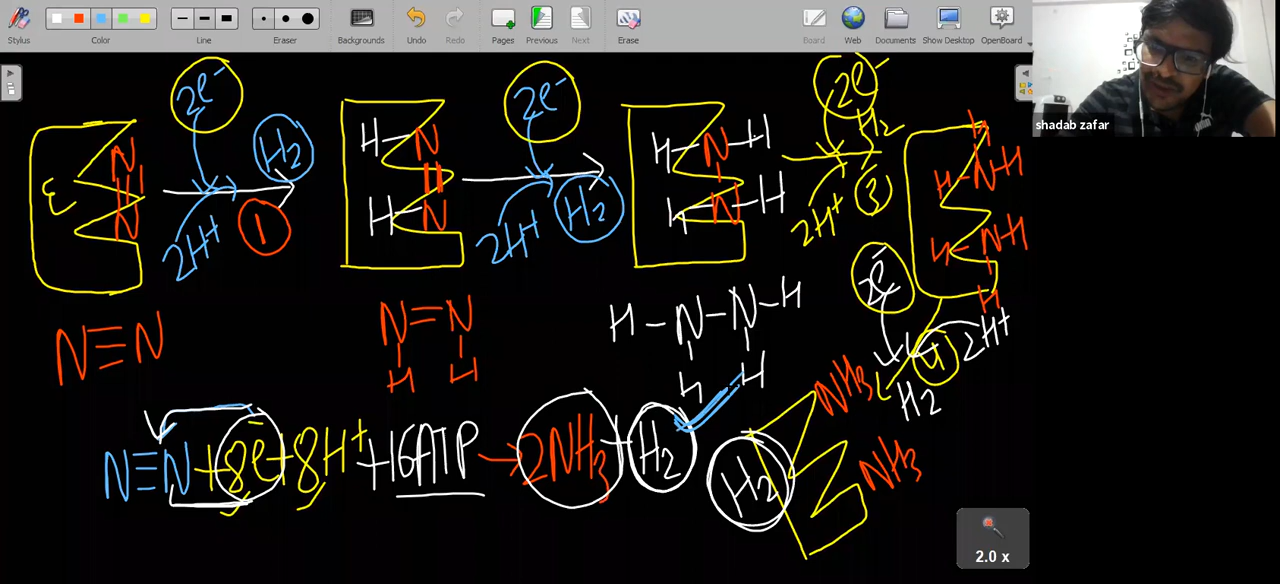 Stylus
Color
Line
Eraser
Backgrounds
Undo
Redo
Pages
Previous
Next
Erase
Board
Web
Documents
Show Desktop
OpenBoard
shadab zafar
2e⁻
2e⁻
2e⁻
H₂
H₂
H₂
E
N≡N
H-N=N-H
H-N-H
H-N-H
H
H-N-H
H-N-H
H
2H⁺
1
2H⁺
2H⁺
3
N≡N
N=N
H H
H-N-N-H
H H
2e⁻
2H⁺
4
H₂
N≡N+8e⁻+8H⁺+16ATP→2NH₃+H₂
H₂
NH₃
NH₃
2.0 x